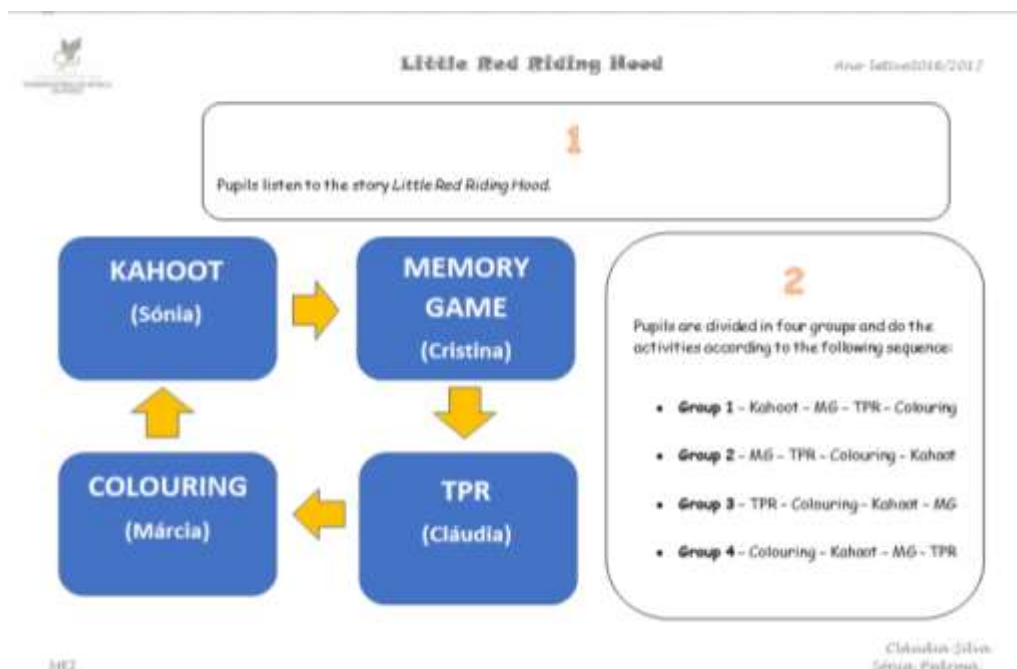 Little Red Riding Hood
1
Pupils listen to the story Little Red Riding Hood.
KAHOOT
(Sónia)
MEMORY
GAME
(Cristina)
COLOURING
(Márcia)
TPR
(Cláudia)
2
Pupils are divided in four groups and do the
activities according to the following sequence:
• Group 1 – Kahoot – MG – TPR – Colouring
• Group 2 – MG – TPR – Colouring – Kahoot
• Group 3 – TPR – Colouring – Kahoot – MG
• Group 4 – Colouring – Kahoot – MG – TPR
Cláudia Silva